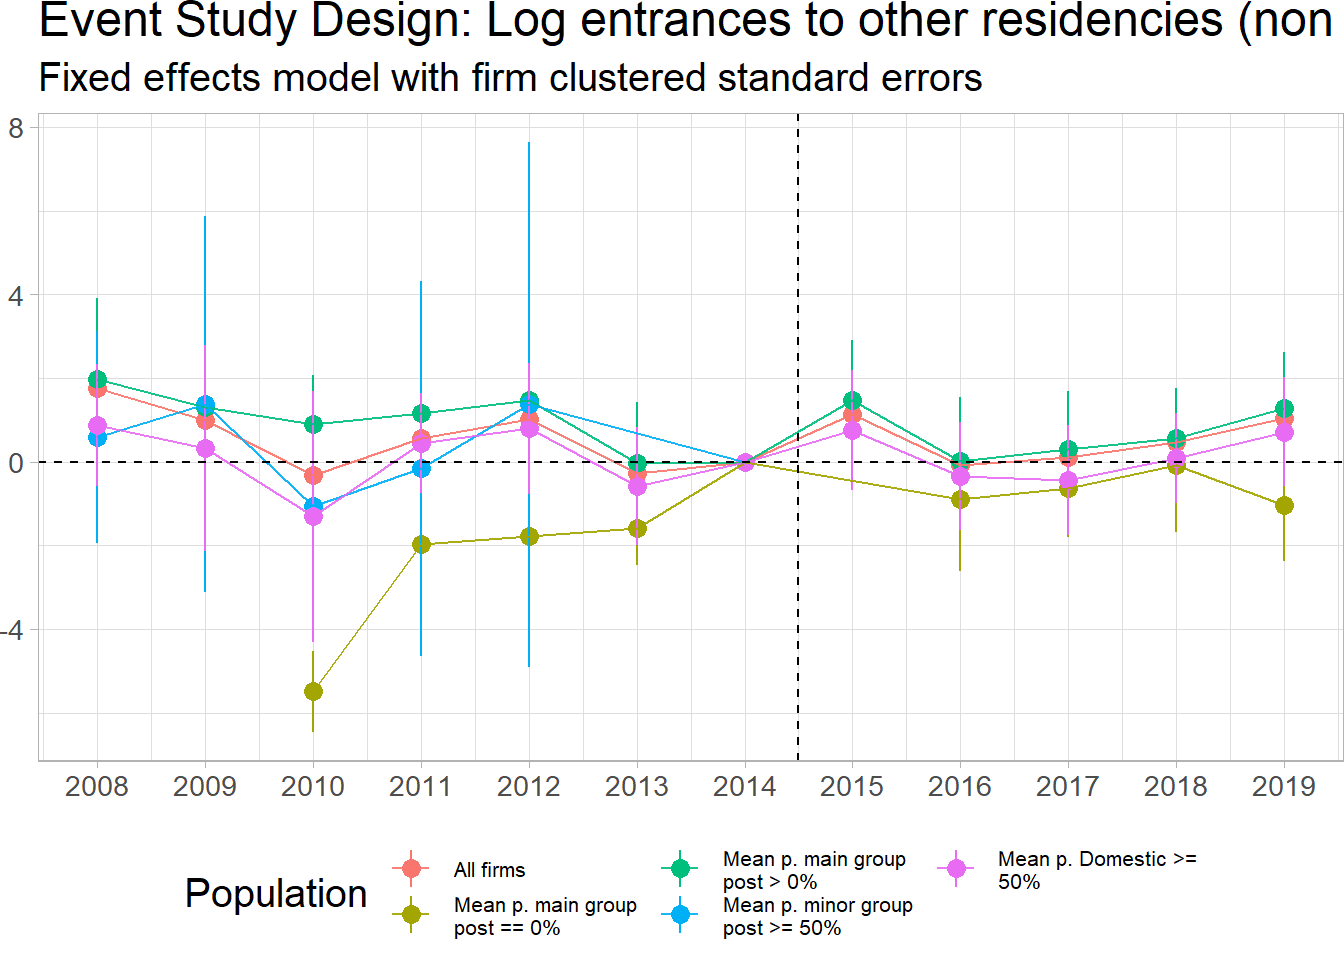 Event Study Design: Log entrances to other residencies (non
Fixed effects model with firm clustered standard errors
8
4
0
-4
2008 2009 2010 2011 2012 2013 2014 2015 2016 2017 2018 2019
Population
All firms
Mean p. main group
post == 0%
Mean p. main group
post > 0%
Mean p. minor group
post >= 50%
Mean p. Domestic >=
50%